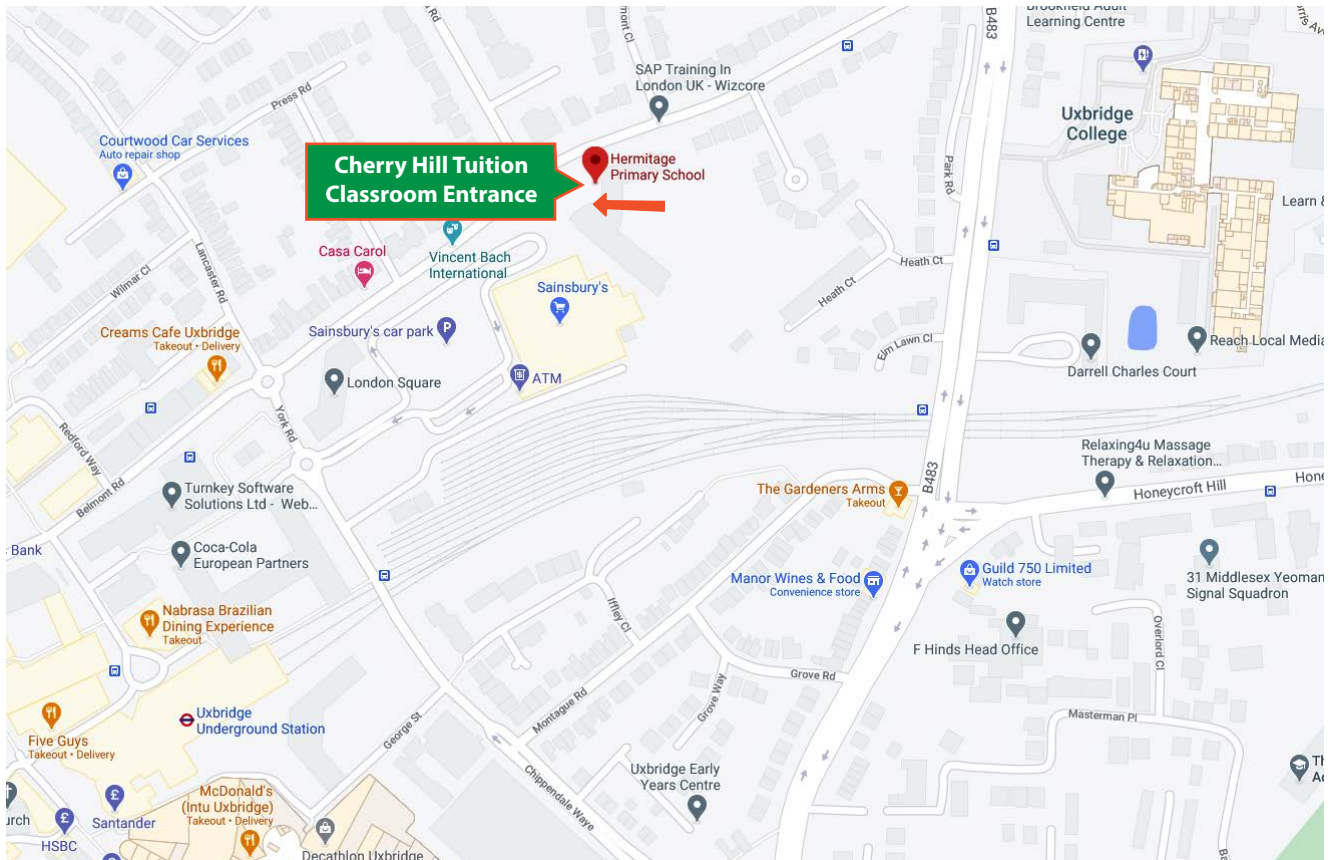 B483
Brookfield Adult
Learning Centre
SAP Training In
London UK - Wizcore
Press Rd
Courtwood Car Services
Auto repair shop
Uxbridge
College
Cherry Hill Tuition
Classroom Entrance
Hermitage
Primary School
Park Rd
Learn &
Lancaster Rd
Casa Carol
Vincent Bach
International
Heath Ct
Wilmar Cl
Sainsbury's
Heath Ct
Creams Cafe Uxbridge
Takeout • Delivery
Sainsbury's car park
P
Elm Lawn Cl
Reach Local Media
London Square
ATM
Darrell Charles Court
York Rd
Redford Way
Relaxing4u Massage
Therapy & Relaxation...
B483
Belmont Rd
Turnkey Software
Solutions Ltd - Web...
The Gardeners Arms
Takeout
Honeycroft Hill
Hone
Bank
Coca-Cola
European Partners
Guild 750 Limited
Watch store
Manor Wines & Food
Convenience store
31 Middlesex Yeoman
Signal Squadron
Iffley Cl
Nabrasa Brazilian
Dining Experience
Takeout
F Hinds Head Office
Overlord Cl
Grove Rd
Grove Way
Montague Rd
Masterman Pl
Uxbridge
Underground Station
George St
Five Guys
Takeout • Delivery
Uxbridge Early
Years Centre
Chippendale Waye
McDonald's
(Intu Uxbridge)
Takeout • Delivery
£
Santander
£
HSBC
urch
Decathlon Uxbridge